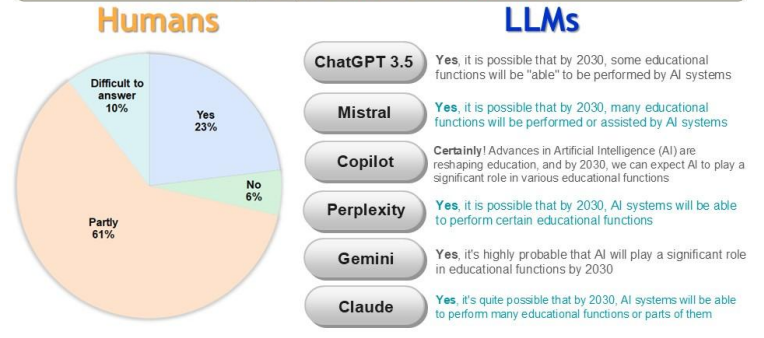 Humans
LLMs
Difficult to
answer
10%
Yes
23%
No
6%
Partly
61%
ChatGPT 3.5
Yes, it is possible that by 2030, some educational
functions will be "able" to be performed by AI systems
Mistral
Yes, it is possible that by 2030, many educational
functions will be performed or assisted by AI systems
Copilot
Certainly! Advances in Artificial Intelligence (AI) are
reshaping education, and by 2030, we can expect AI to play a
significant role in various educational functions
Perplexity
Yes, it is possible that by 2030, AI systems will be able
to perform certain educational functions
Gemini
Yes, it's highly probable that AI will play a significant role
in educational functions by 2030
Claude
Yes, it's quite possible that by 2030, AI systems will be able
to perform many educational functions or parts of them